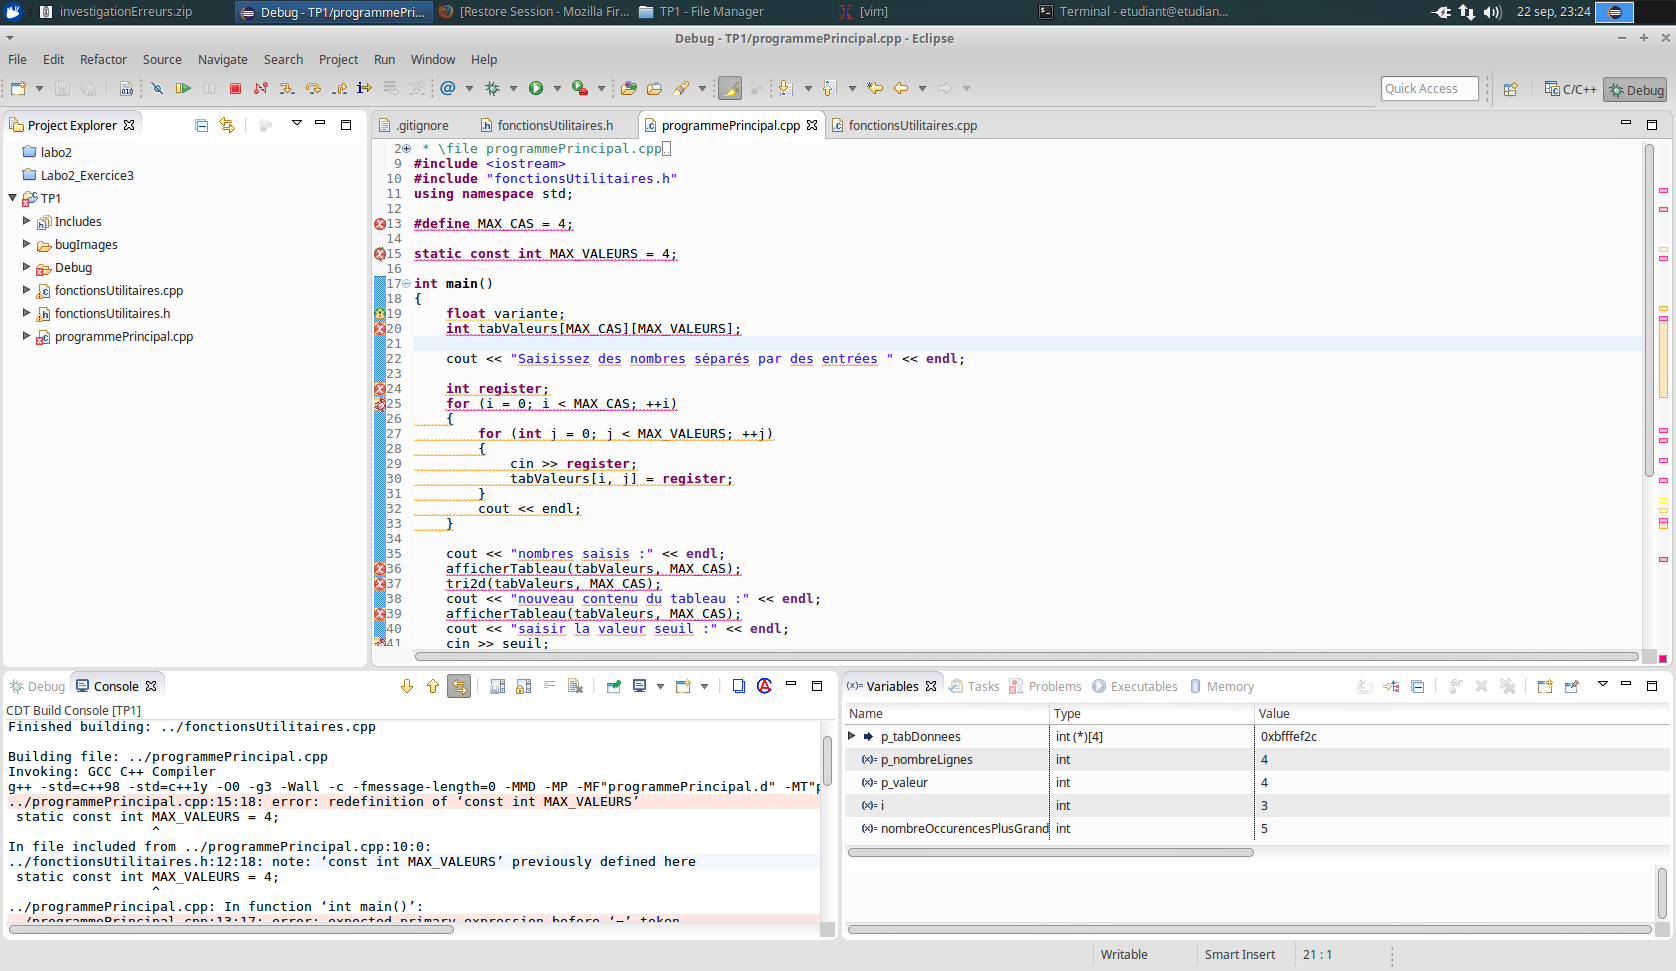 investigationErreurs.zip
Debug - TP1/programmePri...
[Restore Session - Mozilla Fir...
TP1 - File Manager
[vim]
Terminal - etudiant@etudian...
22 sep, 23:24
Debug - TP1/programmePrincipal.cpp - Eclipse
File Edit Refactor Source Navigate Search Project Run Window Help
Quick Access
C/C++
Debug
Project Explorer
labo2
Labo2_Exercice3
TP1
Includes
bugImages
Debug
fonctionsUtilitaires.cpp
fonctionsUtilitaires.h
programmePrincipal.cpp
.gitignore
fonctionsUtilitaires.h
programmePrincipal.cpp
fonctionsUtilitaires.cpp
2 * \file programmePrincipal.cpp
9 #include <iostream>
10 #include "fonctionsUtilitaires.h"
11 using namespace std;
12
13 #define MAX_CAS = 4;
14
15 static const int MAX_VALEURS = 4;
16
17 int main()
18 {
19 float variante;
20 int tabValeurs[MAX_CAS][MAX_VALEURS];
21
22 cout << "Saisissez des nombres séparés par des entrées " << endl;
23
24 int register;
25 for (i = 0; i < MAX_CAS; ++i)
26 {
27 for (int j = 0; j < MAX_VALEURS; ++j)
28 {
29 cin >> register;
30 tabValeurs[i, j] = register;
31 }
32 cout << endl;
33 }
34
35 cout << "nombres saisis :" << endl;
36 afficherTableau(tabValeurs, MAX_CAS);
37 tri2d(tabValeurs, MAX_CAS);
38 cout << "nouveau contenu du tableau :" << endl;
39 afficherTableau(tabValeurs, MAX_CAS);
40 cout << "saisir la valeur seuil :" << endl;
41 cin >> seuil;
Debug
Console
CDT Build Console [TP1]
Finished building: ../fonctionsUtilitaires.cpp
Building file: ../programmePrincipal.cpp
Invoking: GCC C++ Compiler
g++ -std=c++98 -std=c++1y -O0 -g3 -Wall -c -fmessage-length=0 -MMD -MP -MF"programmePrincipal.d" -MT"p
../programmePrincipal.cpp:15:18: error: redefinition of ‘const int MAX_VALEURS’
static const int MAX_VALEURS = 4;
^
In file included from ../programmePrincipal.cpp:10:0:
../fonctionsUtilitaires.h:12:18: note: ‘const int MAX_VALEURS’ previously defined here
static const int MAX_VALEURS = 4;
^
../programmePrincipal.cpp: In function ‘int main()’:
../programmePrincipal.cpp:13:17: error: expected primary-expression before ‘=’ token
Variables
Tasks
Problems
Executables
Memory
Name Type Value
p_tabDonnees int (*)[4] 0xbfffef2c
p_nombreLignes int 4
p_valeur int 4
i int 3
nombreOccurencesPlusGrand int 5
Writable
Smart Insert
21 : 1